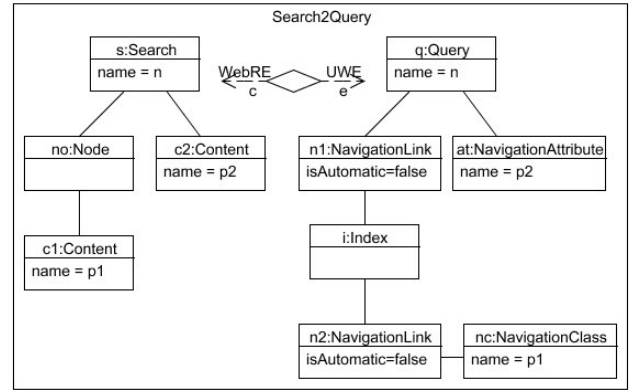 Search2Query
s:Search
name = n
WebRE
c
UWE
e
q:Query
name = n
no:Node
c2:Content
name = p2
n1:NavigationLink
isAutomatic=false
at:NavigationAttribute
name = p2
c1:Content
name = p1
i:Index
n2:NavigationLink
isAutomatic=false
nc:NavigationClass
name = p1